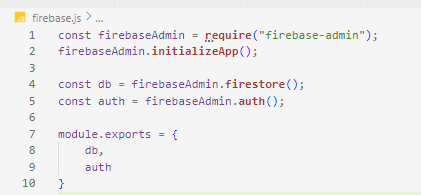 JS firebase.js > ...
1 const firebaseAdmin = require("firebase-admin");
2 firebaseAdmin.initializeApp();
3
4 const db = firebaseAdmin.firestore();
5 const auth = firebaseAdmin.auth();
6
7 module.exports = {
8     db,
9     auth
10 }